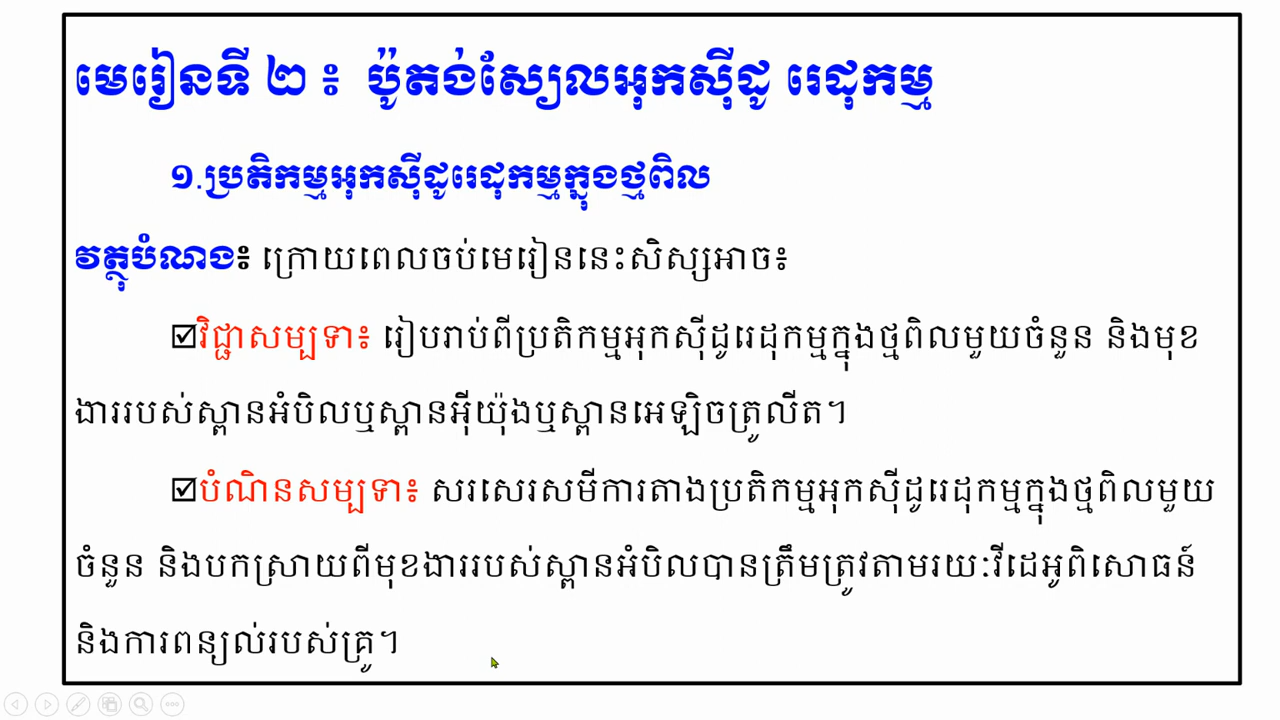 មេរៀនទី ២ ៖ ប៉ូតង់ស្យែលអុកស៊ីដូ រេដុកម្ម
១.ប្រតិកម្មអុកស៊ីដូរេដុកម្មក្នុងថ្មពិល
វត្ថុបំណង៖ ក្រោយពេលចប់មេរៀននេះសិស្សអាច៖
☑វិជ្ជាសម្បទា៖ រៀបរាប់ពីប្រតិកម្មអុកស៊ីដូរេដុកម្មក្នុងថ្មពិលមួយចំនួន និងមុខ
ងាររបស់ស្ពានអំបិលឬស្ពានអ៊ីយ៉ុងឬស្ពានអេឡិចត្រូលីត។
☑បំណិនសម្បទា៖ សរសេរសមីការតាងប្រតិកម្មអុកស៊ីដូរេដុកម្មក្នុងថ្មពិលមួយ
ចំនួន និងបកស្រាយពីមុខងាររបស់ស្ពានអំបិលបានត្រឹមត្រូវតាមរយៈវីដេអូពិសោធន៍
និងការពន្យល់របស់គ្រូ។